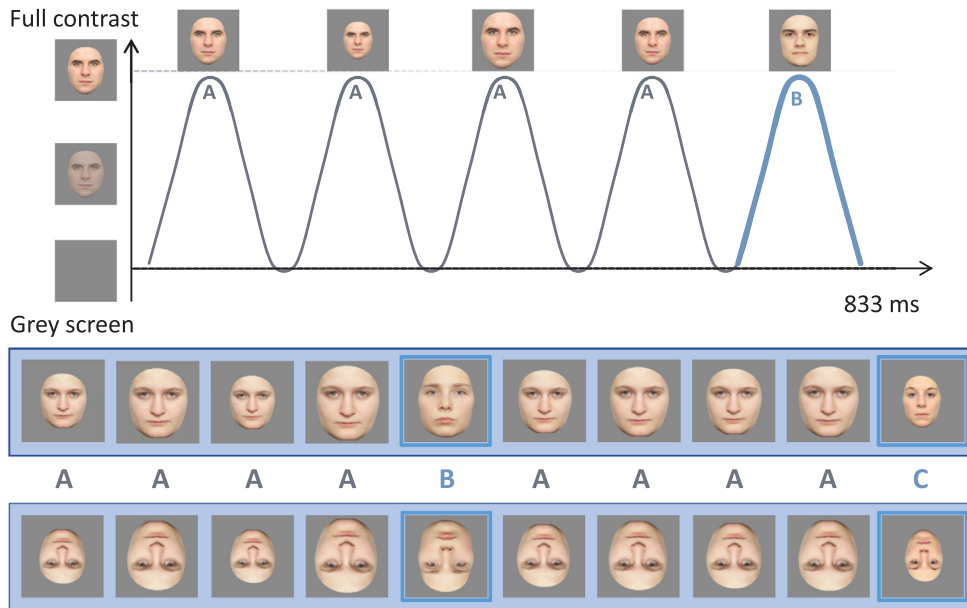 Full contrast
A A A A B
833 ms
Grey screen
A A A A B A A A A C